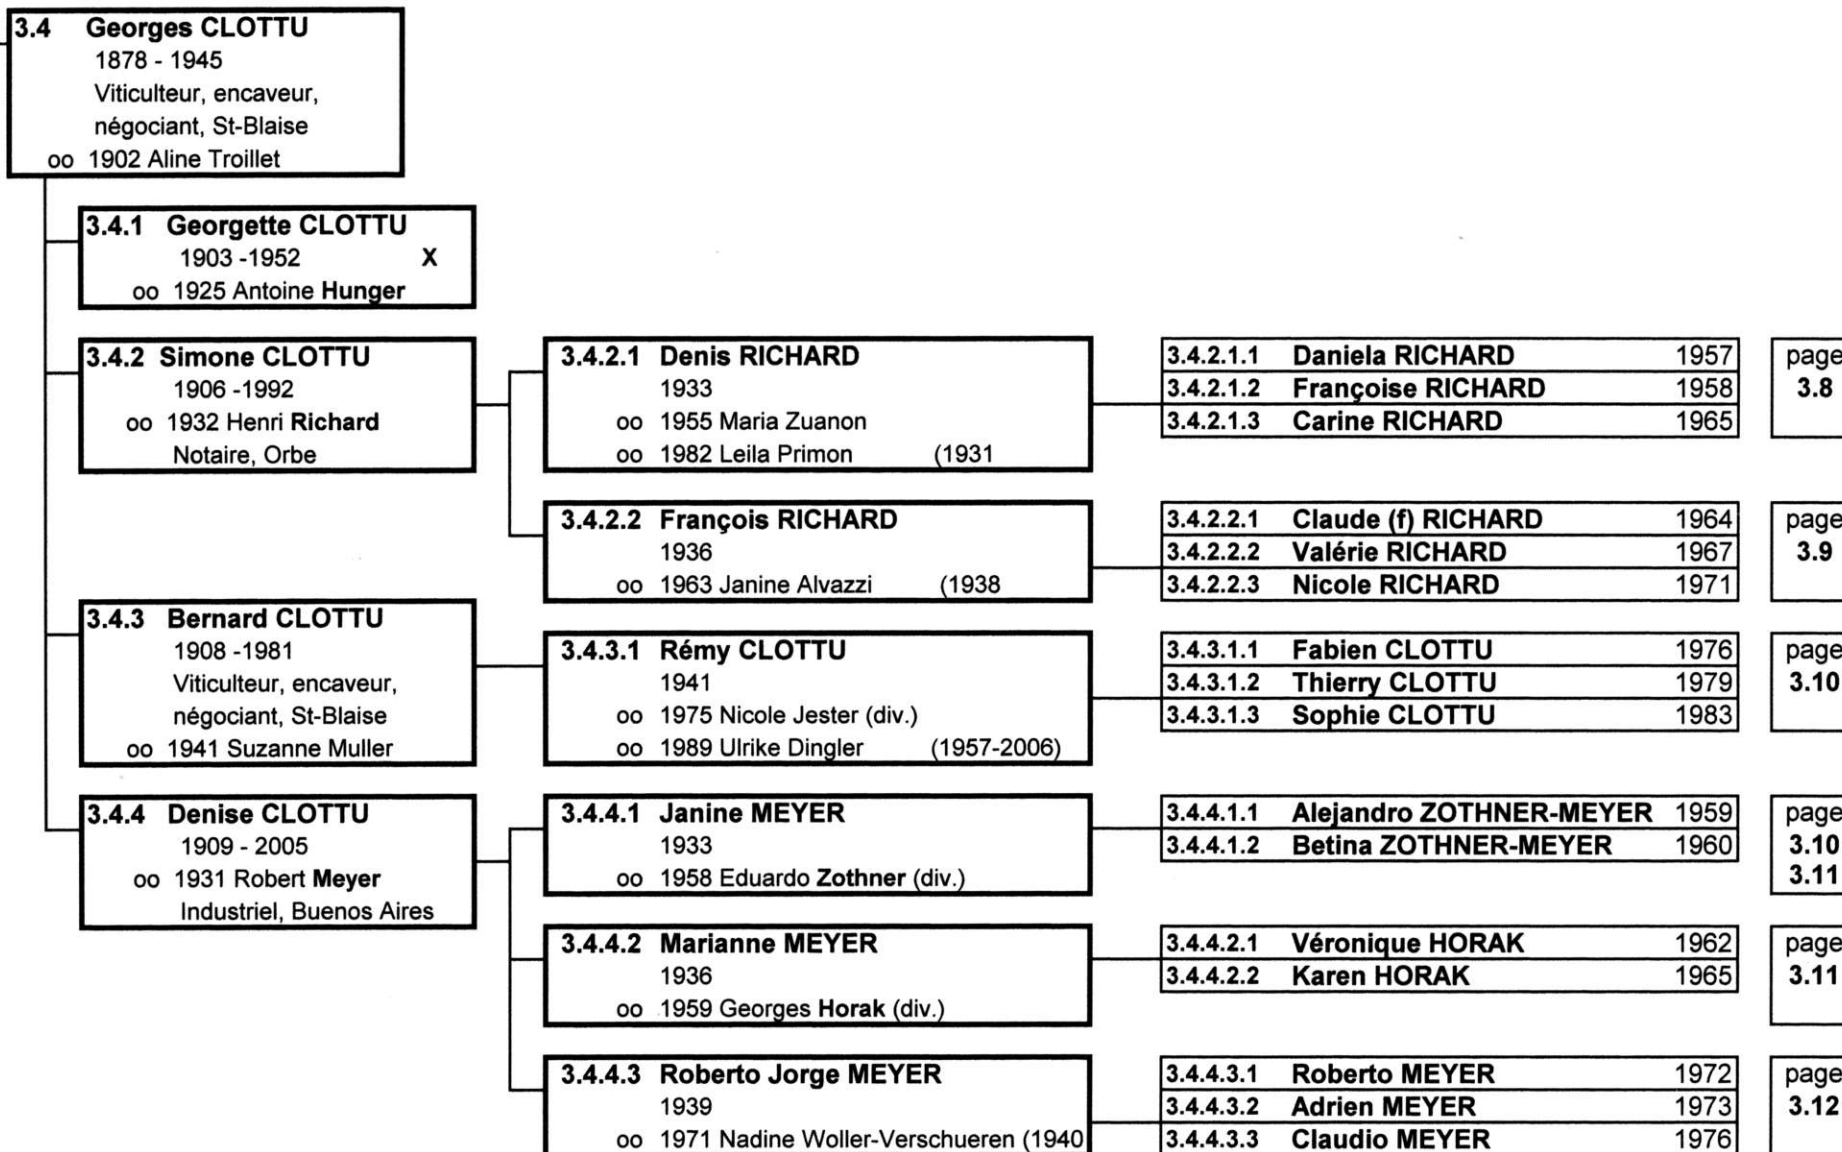 3.4 Georges CLOTTU
1878 - 1945
Viticulteur, encaveur,
négociant, St-Blaise
oo 1902 Aline Troillet
3.4.1 Georgette CLOTTU
1903 -1952 X
oo 1925 Antoine Hunger
3.4.2 Simone CLOTTU
1906 -1992
oo 1932 Henri Richard
Notaire, Orbe
3.4.2.1 Denis RICHARD
1933
oo 1955 Maria Zuanon
oo 1982 Leila Primon (1931
3.4.2.1.1 Daniela RICHARD 1957
3.4.2.1.2 Françoise RICHARD 1958
3.4.2.1.3 Carine RICHARD 1965
page
3.8
3.4.2.2 François RICHARD
1936
oo 1963 Janine Alvazzi (1938
3.4.2.2.1 Claude (f) RICHARD 1964
3.4.2.2.2 Valérie RICHARD 1967
3.4.2.2.3 Nicole RICHARD 1971
page
3.9
3.4.3 Bernard CLOTTU
1908 -1981
Viticulteur, encaveur,
négociant, St-Blaise
oo 1941 Suzanne Muller
3.4.3.1 Rémy CLOTTU
1941
oo 1975 Nicole Jester (div.)
oo 1989 Ulrike Dingler (1957-2006)
3.4.3.1.1 Fabien CLOTTU 1976
3.4.3.1.2 Thierry CLOTTU 1979
3.4.3.1.3 Sophie CLOTTU 1983
page
3.10
3.4.4 Denise CLOTTU
1909 - 2005
oo 1931 Robert Meyer
Industriel, Buenos Aires
3.4.4.1 Janine MEYER
1933
oo 1958 Eduardo Zothner (div.)
3.4.4.1.1 Alejandro ZOTHNER-MEYER 1959
3.4.4.1.2 Betina ZOTHNER-MEYER 1960
page
3.10
3.11
3.4.4.2 Marianne MEYER
1936
oo 1959 Georges Horak (div.)
3.4.4.2.1 Véronique HORAK 1962
3.4.4.2.2 Karen HORAK 1965
page
3.11
3.4.4.3 Roberto Jorge MEYER
1939
oo 1971 Nadine Woller-Verschueren (1940
3.4.4.3.1 Roberto MEYER 1972
3.4.4.3.2 Adrien MEYER 1973
3.4.4.3.3 Claudio MEYER 1976
page
3.12